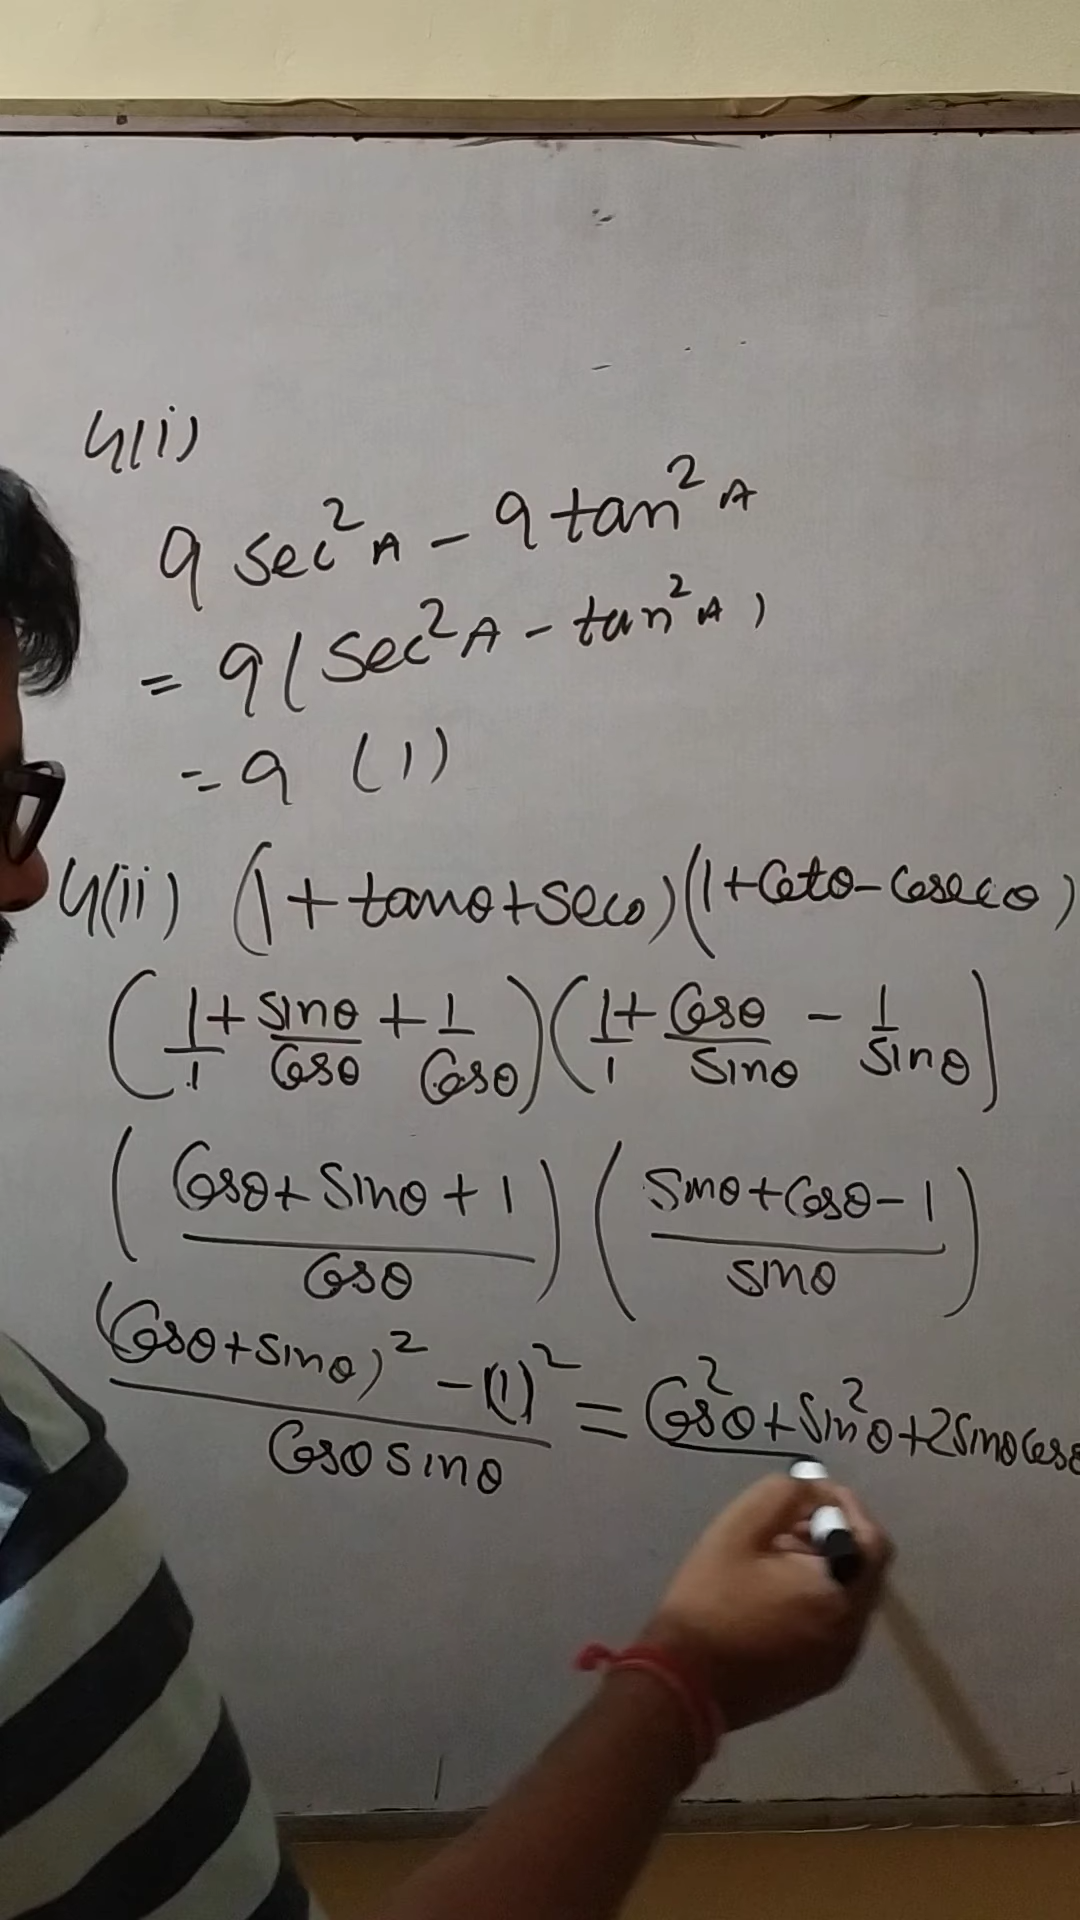 4(i)
9 sec²A - 9 tan²A
= 9(sec²A - tan²A)
= 9 (1)
4(ii) (1+tanθ+secθ)(1+Cotθ-Cosecθ)
(1/1 + sinθ/Cosθ + 1/Cosθ)(1/1 + Cosθ/Sinθ - 1/Sinθ)
((Cosθ+Sinθ+1)/Cosθ)((Sinθ+Cosθ-1)/Sinθ)
((Cosθ+Sinθ)²-(1)²)/(Cosθ Sinθ) = Cos²θ+Sin²θ+2SinθCosθ